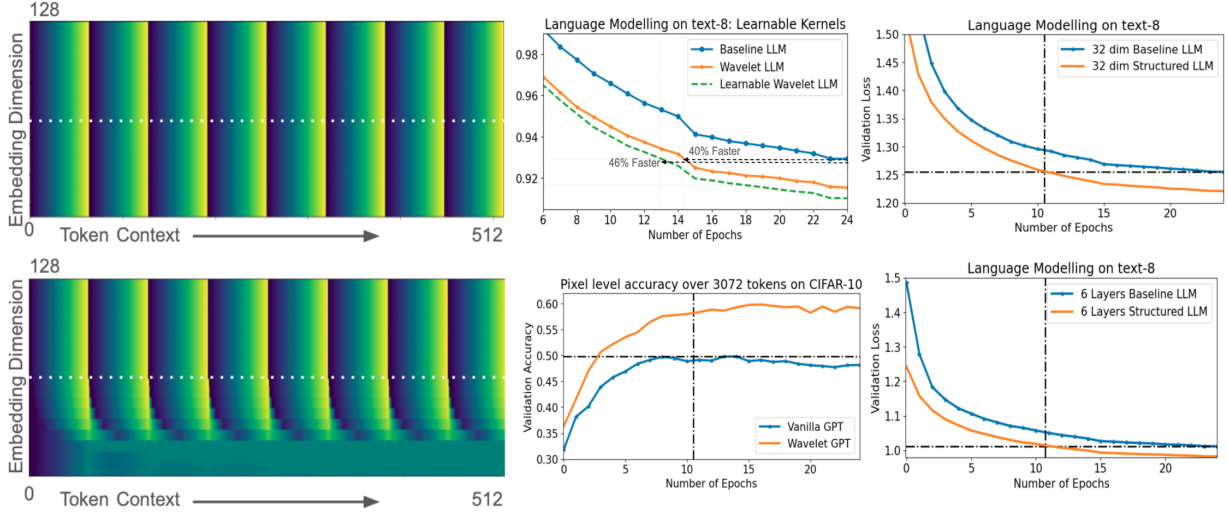 128
Embedding Dimension
0
Token Context
512
Language Modelling on text-8: Learnable Kernels
Baseline LLM
Wavelet LLM
Learnable Wavelet LLM
0.98
0.96
0.94
0.92
40% Faster
46% Faster
6
8
10
12
14
16
18
20
22
24
Number of Epochs
Language Modelling on text-8
32 dim Baseline LLM
32 dim Structured LLM
Validation Loss
1.50
1.45
1.40
1.35
1.30
1.25
1.20
0
5
10
15
20
Number of Epochs
128
Embedding Dimension
0
Token Context
512
Pixel level accuracy over 3072 tokens on CIFAR-10
Validation Accuracy
0.60
0.55
0.50
0.45
0.40
0.35
0.30
Vanilla GPT
Wavelet GPT
0
5
10
15
20
Number of Epochs
Language Modelling on text-8
6 Layers Baseline LLM
6 Layers Structured LLM
Validation Loss
1.5
1.4
1.3
1.2
1.1
1.0
0
5
10
15
20
Number of Epochs